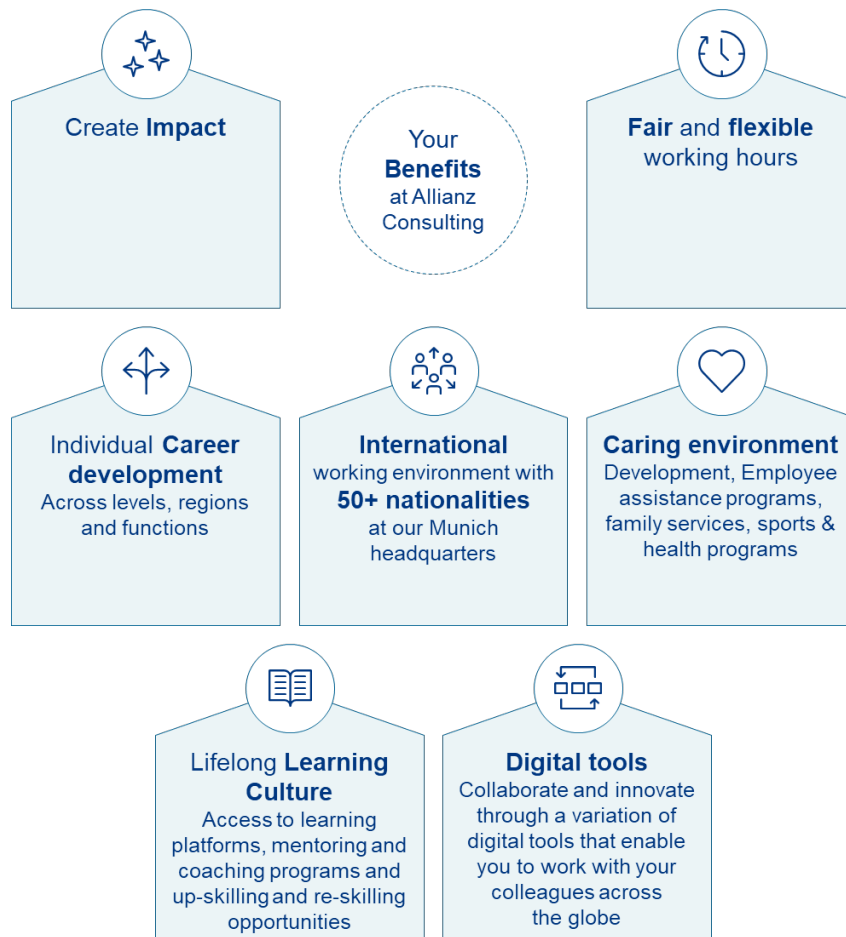 Create Impact
Your
Benefits
at Allianz
Consulting
Fair and flexible
working hours
Individual Career
development
Across levels, regions
and functions
International
working environment with
50+ nationalities
at our Munich
headquarters
Caring environment
Development, Employee
assistance programs,
family services, sports &
health programs
Lifelong Learning
Culture
Access to learning
platforms, mentoring and
coaching programs and
up-skilling and re-skilling
opportunities
Digital tools
Collaborate and innovate
through a variation of
digital tools that enable
you to work with your
colleagues across
the globe